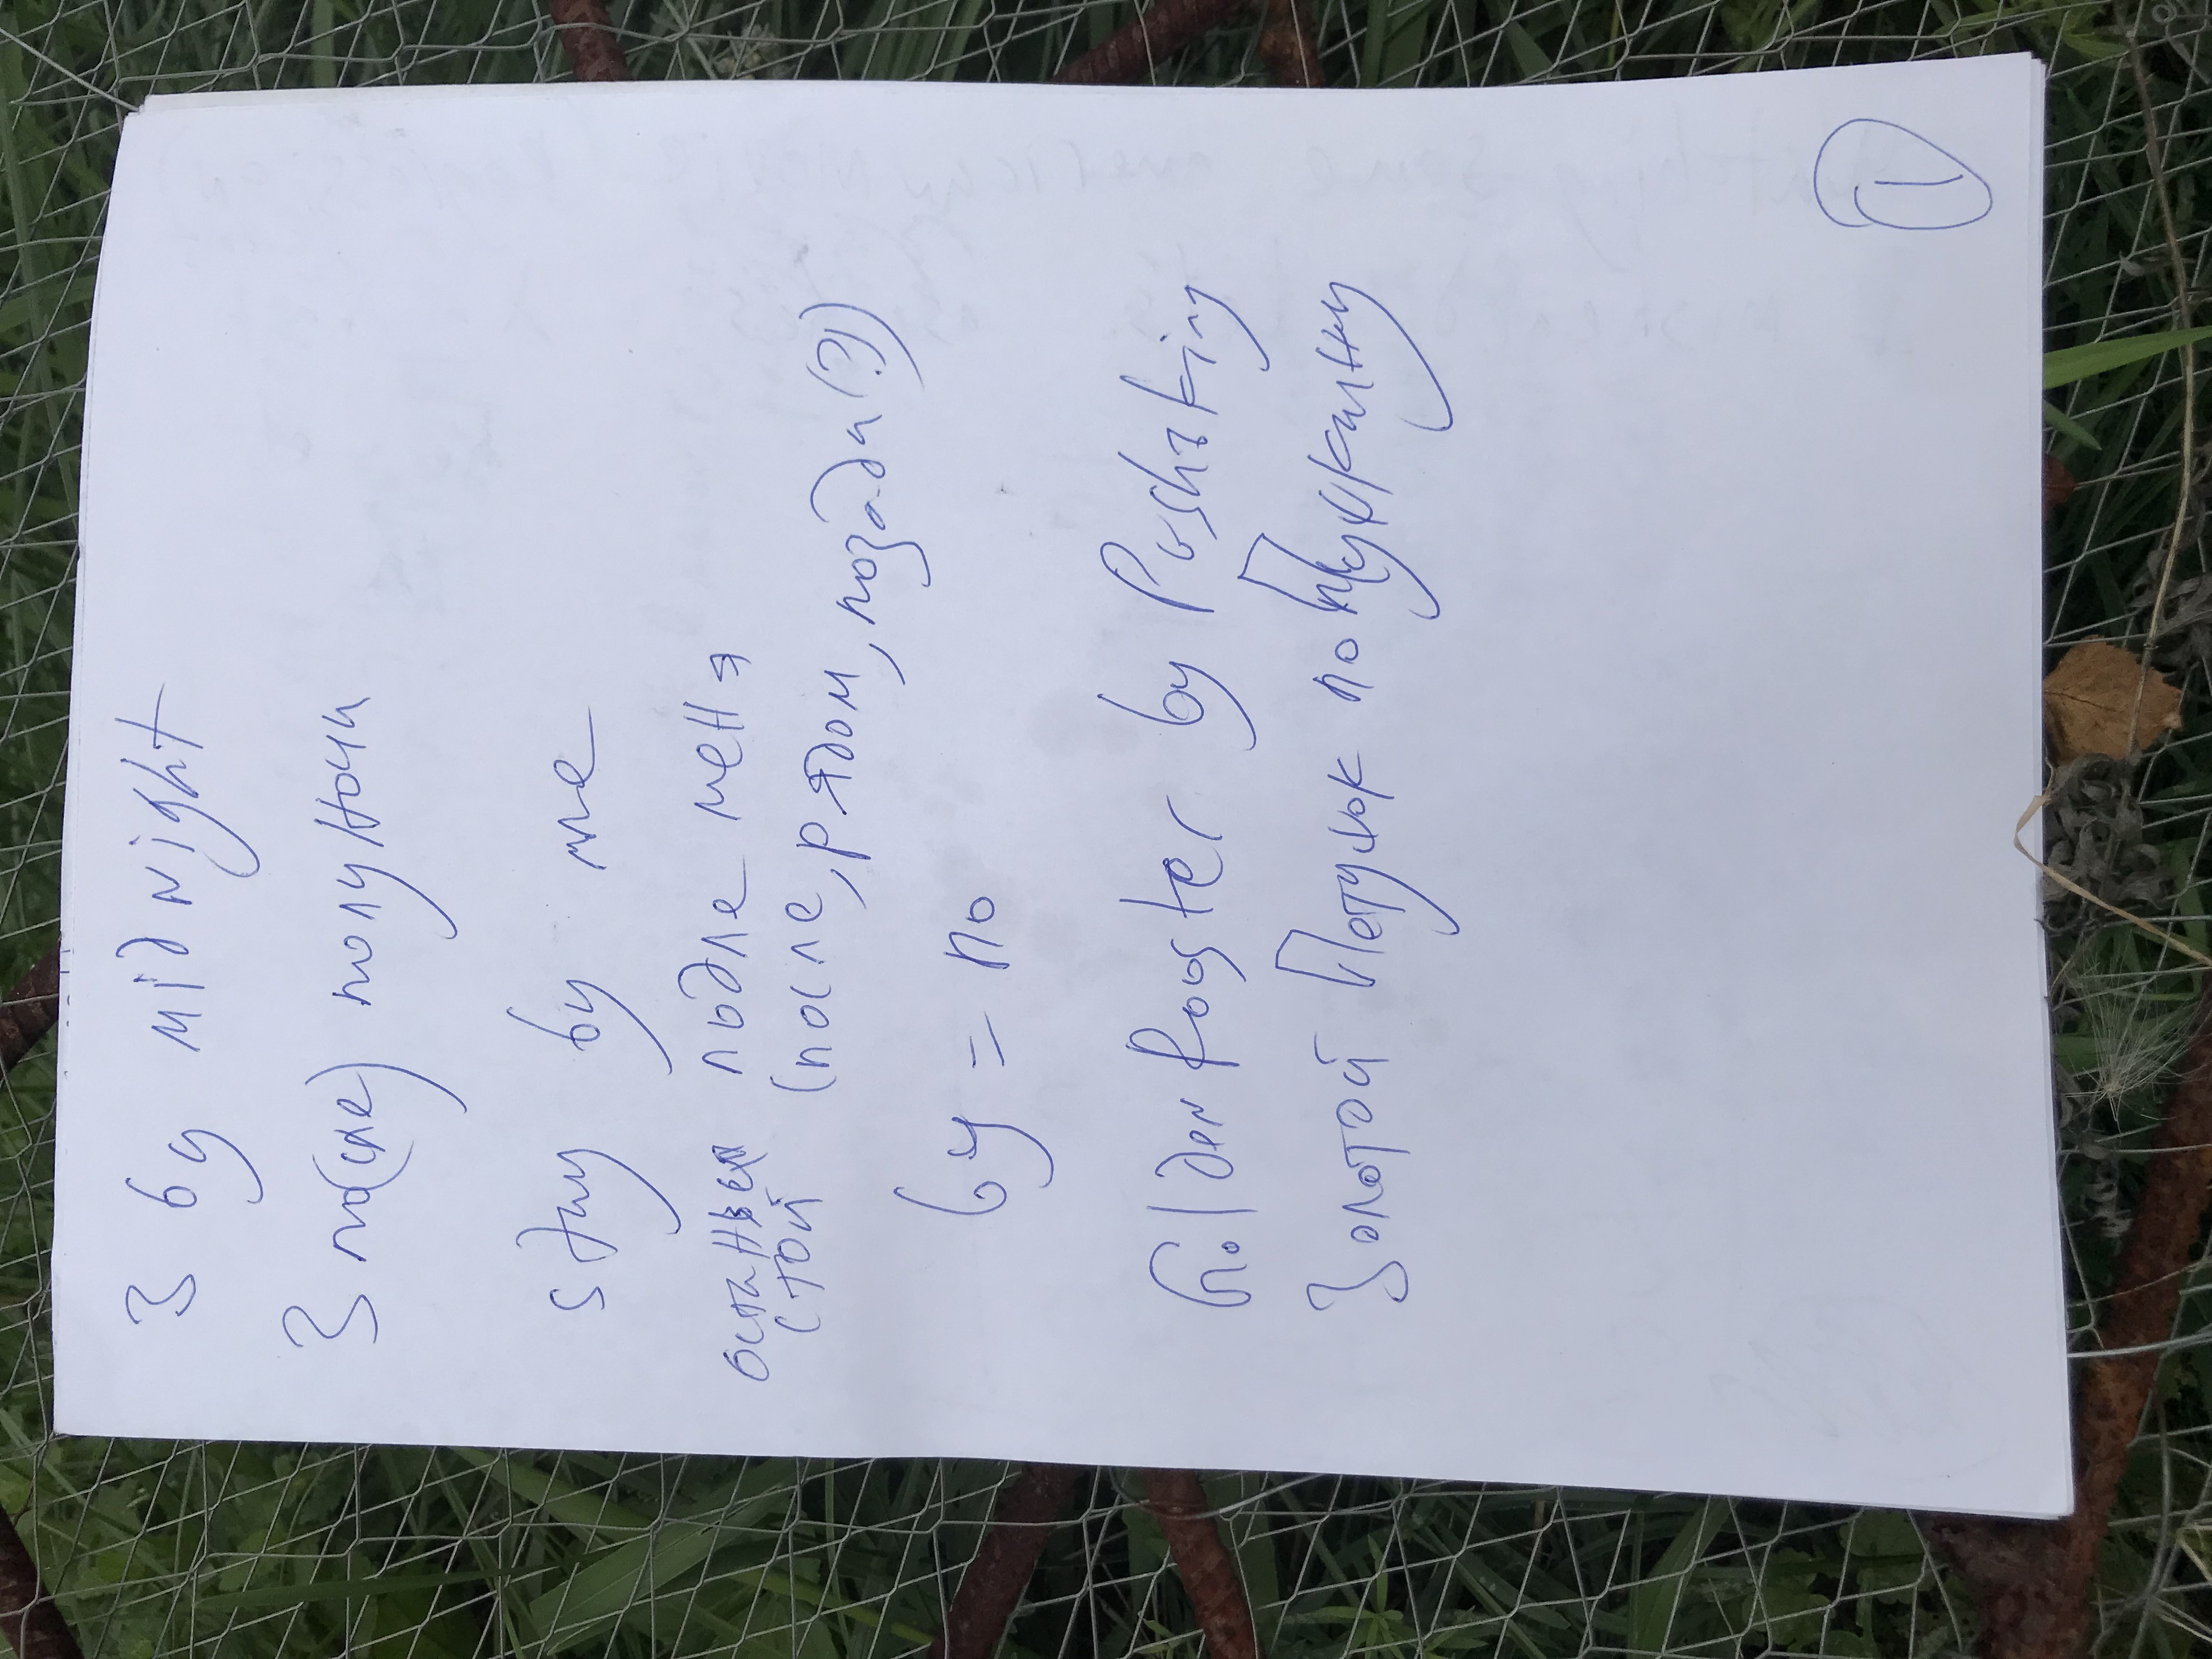 3 by midnight
3 по(сле) полуночи
stay by me
останься подле меня
стой (после, рядом, позади(?))
by = по
Golden Rooster by Pushking
Золотой Петушок по Пушкину
1